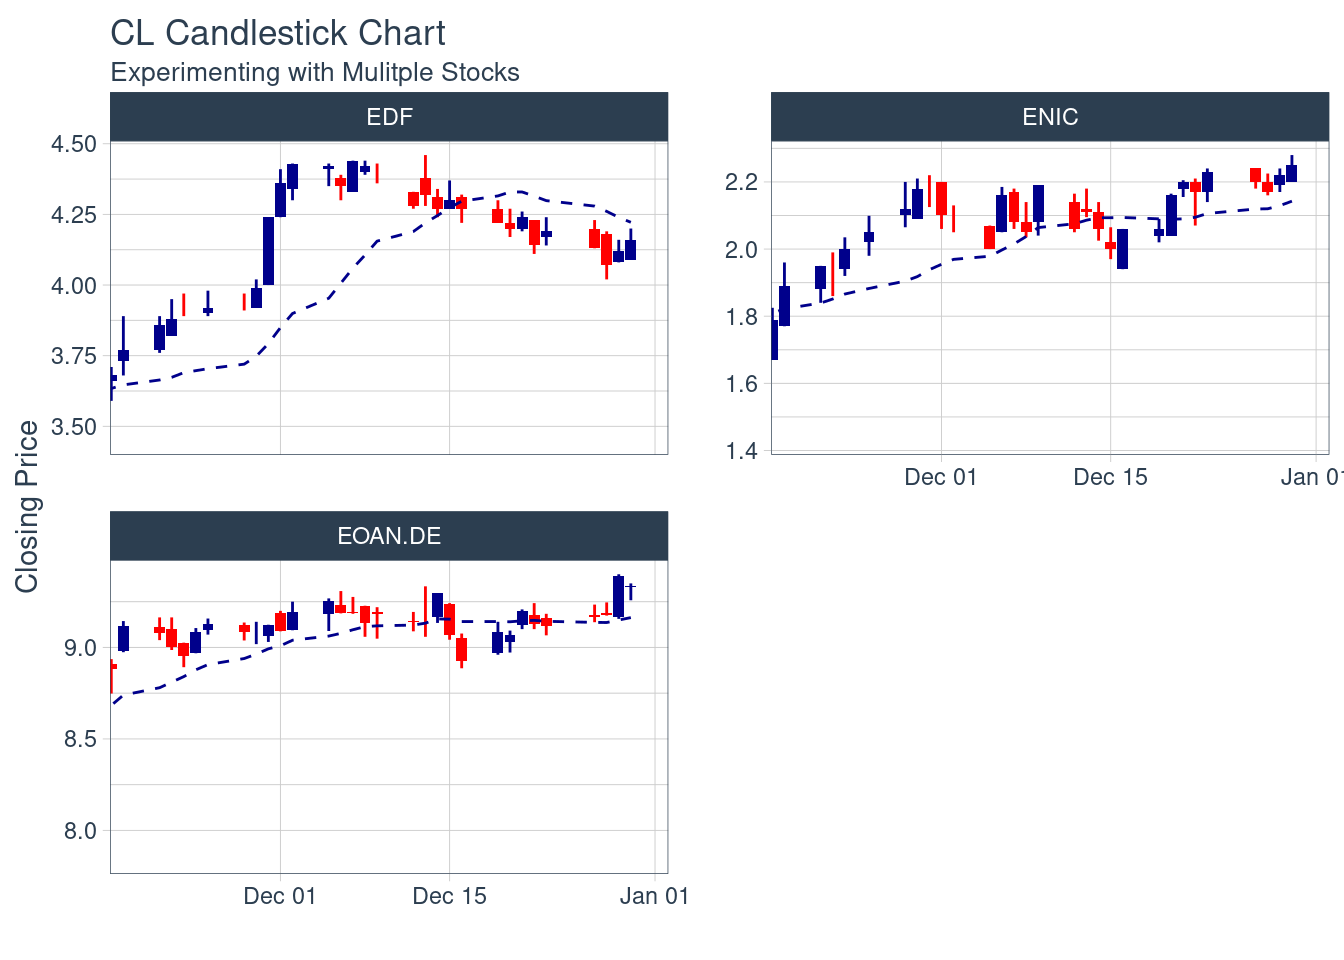 CL Candlestick Chart
Experimenting with Mulitple Stocks
EDF
ENIC
4.50
4.25
4.00
3.75
3.50
2.2
2.0
1.8
1.6
1.4
Dec 01
Dec 15
Jan 01
Closing Price
EOAN.DE
9.0
8.5
8.0
Dec 01
Dec 15
Jan 01